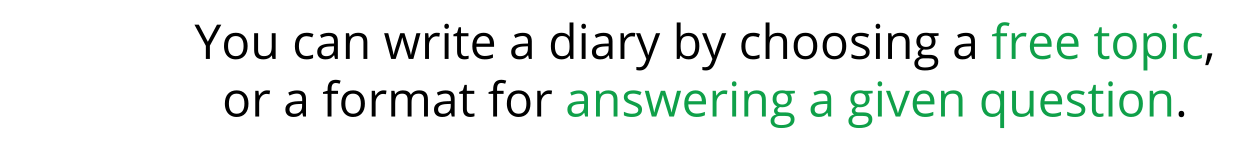 You can write a diary by choosing a free topic,
or a format for answering a given question.